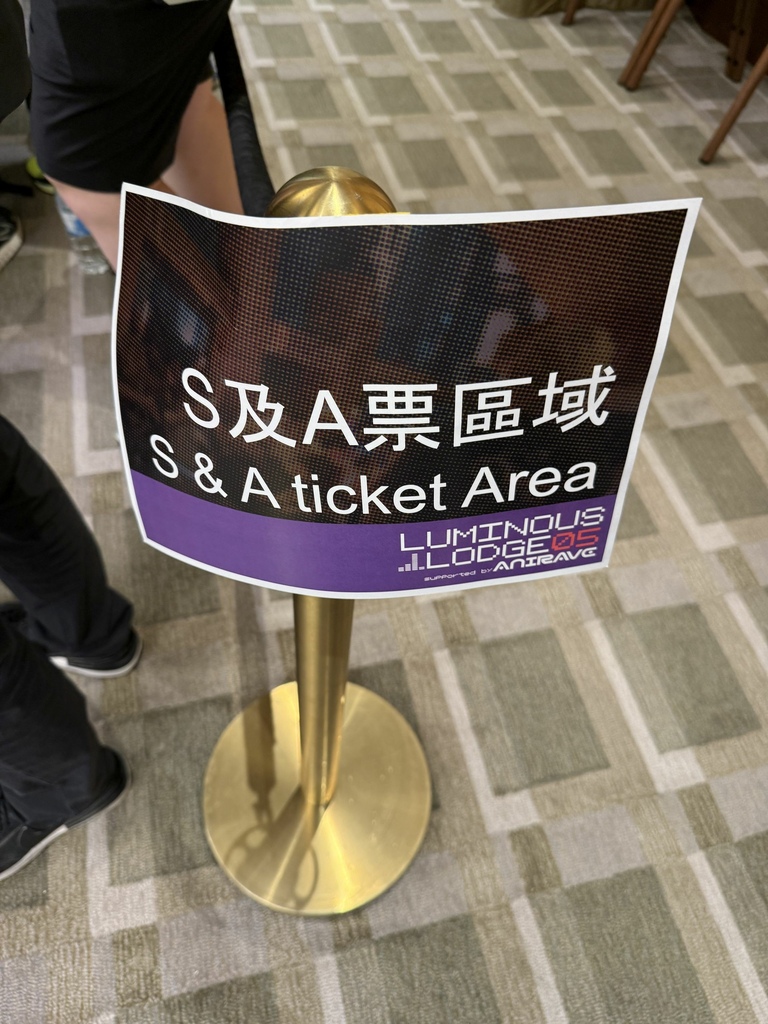 S及A票區域
S & A ticket Area
LUMINOUS
LODGE05
supported by ANIRAVE